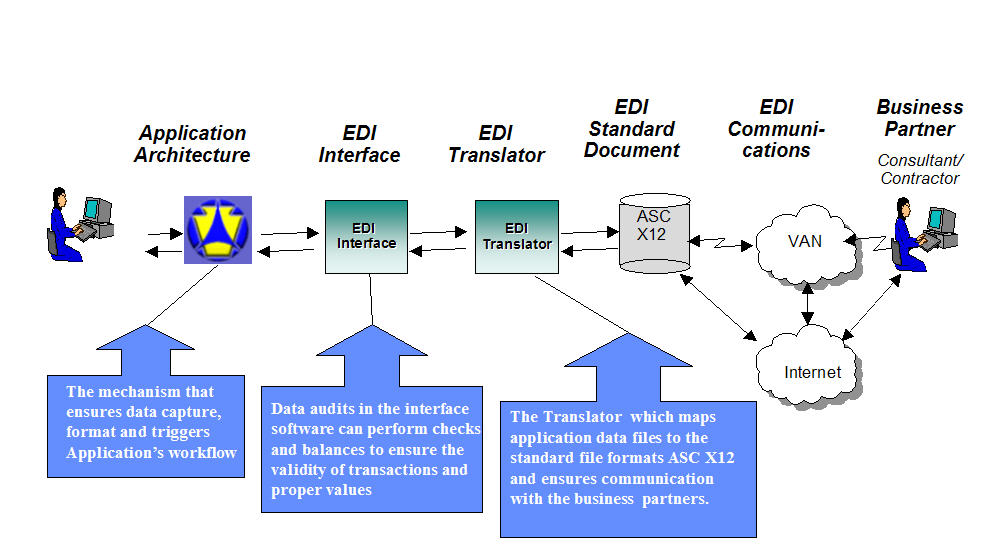 Application
Architecture
EDI
Interface
EDI
Translator
EDI
Standard
Document
EDI
Communi-
cations
Business
Partner
Consultant/
Contractor
EDI
Interface
EDI
Translator
ASC
X12
VAN
Internet
The mechanism that
ensures data capture,
format and triggers
Application’s workflow
Data audits in the interface
software can perform checks
and balances to ensure the
validity of transactions and
proper values
The Translator which maps
application data files to the
standard file formats ASC X12
and ensures communication
with the business partners.